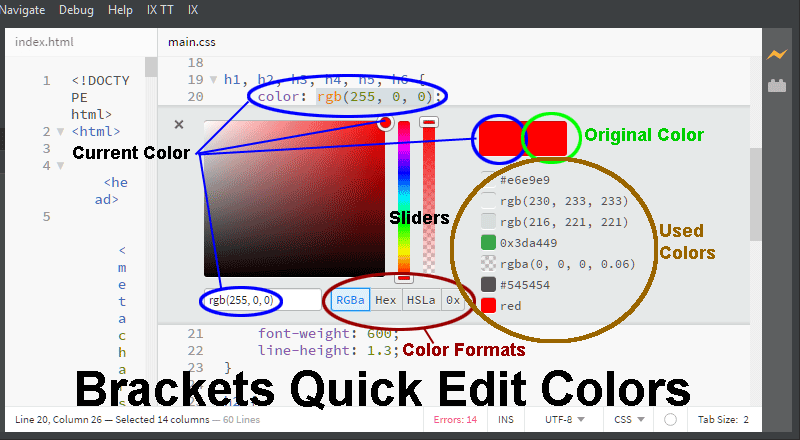 Navigate Debug Help IX TT IX
index.html
main.css
1 <!DOCTY
PE
html>
2 <html>
3
4
<he
ad>
5
<
m
e
t
a
c
h
a
r
s
18
19 h1, h2, h3, h4, h5, h6 {
20 color: rgb(255, 0, 0);
Current Color
Original Color
Sliders
#e6e9e9
rgb(230, 233, 233)
rgb(216, 221, 221)
0x3da449
rgba(0, 0, 0, 0.06)
#545454
red
Used
Colors
rgb(255, 0, 0)
RGBa Hex HSLa 0x
Color Formats
21 font-weight: 600;
22 line-height: 1.3;
23 }
Brackets Quick Edit Colors
Line 20, Column 26 — Selected 14 columns — 60 Lines
Errors: 14 INS UTF-8 CSS Tab Size: 2